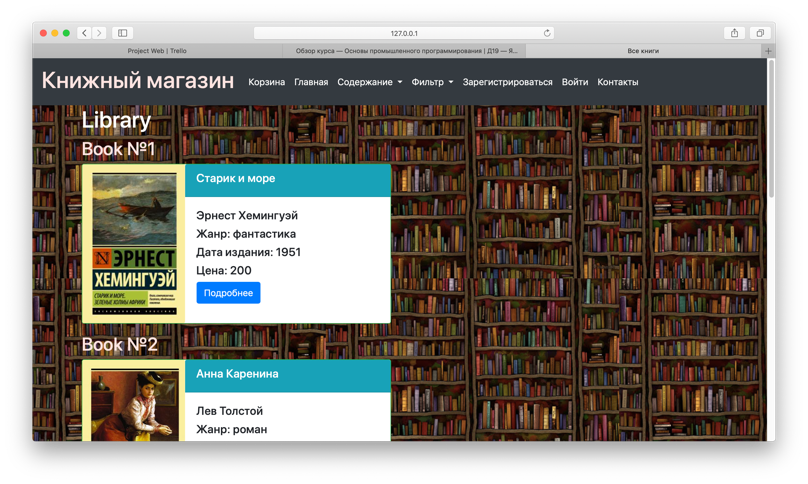 127.0.0.1
Project Web | Trello
Обзор курса — Основы промышленного программирования | Д19 — Я...
Все книги
Книжный магазин
Корзина
Главная
Содержание
Фильтр
Зарегистрироваться
Войти
Контакты
Library
Book №1
Старик и море
Эрнест Хемингуэй
Жанр: фантастика
Дата издания: 1951
Цена: 200
Подробнее
ЭРНЕСТ
ХЕМИНГУЭЙ
СТАРИК И МОРЕ.
ЗЕЛЕНЫЕ ХОЛМЫ АФРИКИ
Book №2
Анна Каренина
Лев Толстой
Жанр: роман